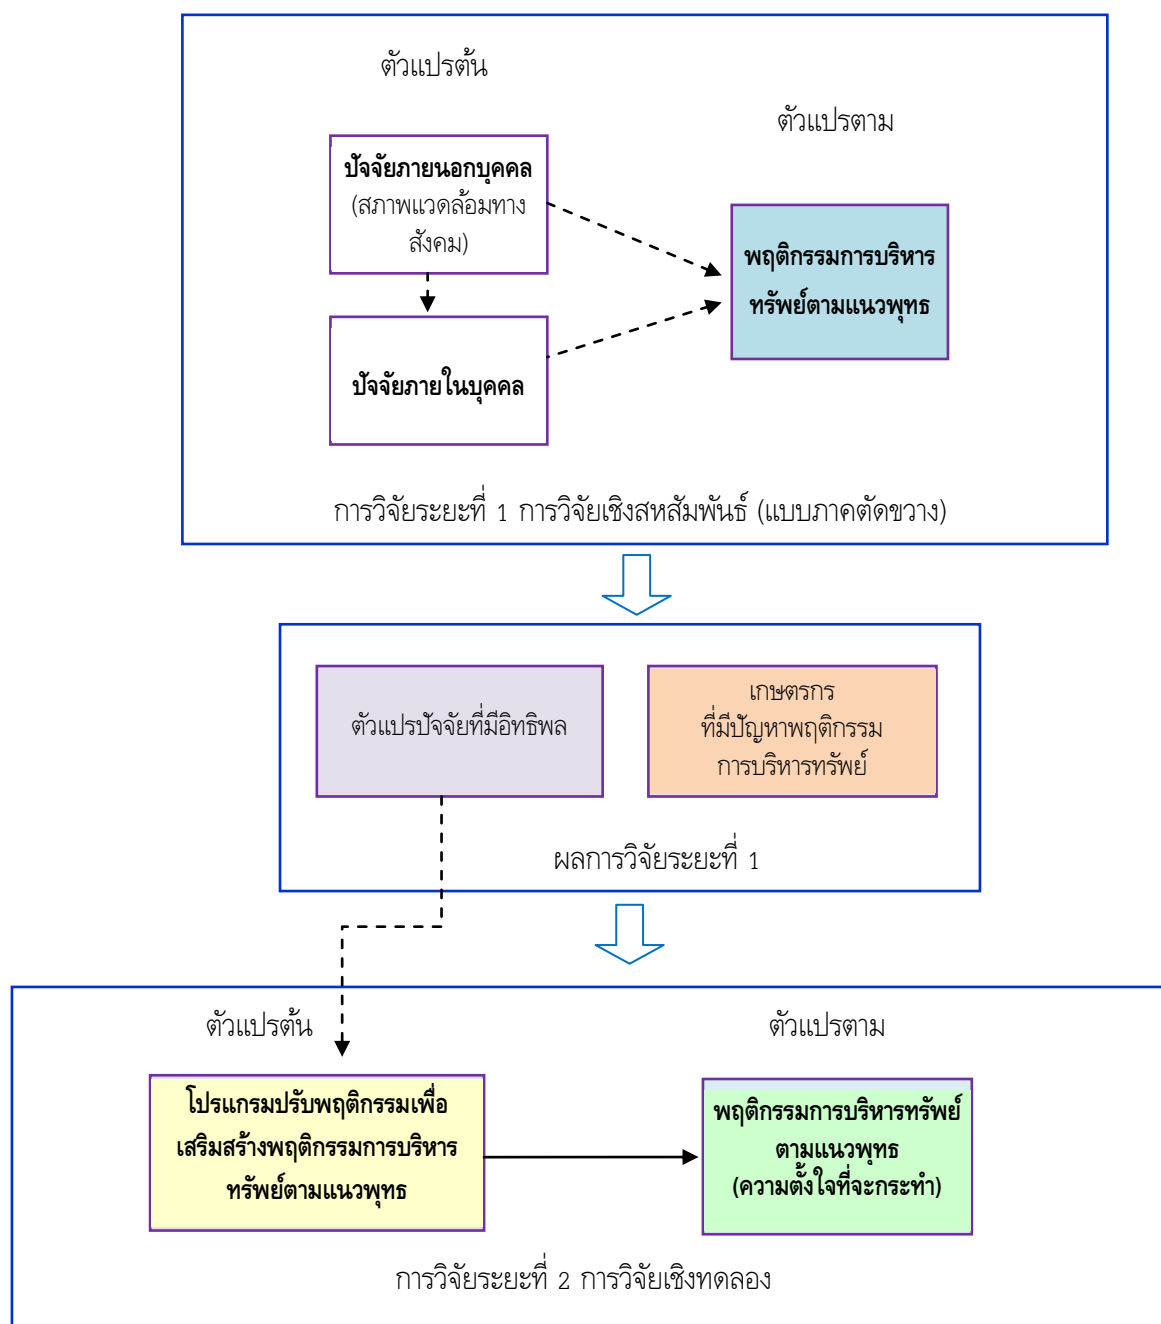 ตัวแปรต้น
ตัวแปรตาม
ปัจจัยภายนอกบุคคล
(สภาพแวดล้อมทาง
สังคม)
พฤติกรรมการบริหาร
ทรัพย์ตามแนวพุทธ
ปัจจัยภายในบุคคล
การวิจัยระยะที่ 1 การวิจัยเชิงสหสัมพันธ์ (แบบภาคตัดขวาง)
ตัวแปรปัจจัยที่มีอิทธิพล
เกษตรกร
ที่มีปัญหาพฤติกรรม
การบริหารทรัพย์
ผลการวิจัยระยะที่ 1
ตัวแปรต้น
ตัวแปรตาม
โปรแกรมปรับพฤติกรรมเพื่อ
เสริมสร้างพฤติกรรมการบริหาร
ทรัพย์ตามแนวพุทธ
พฤติกรรมการบริหารทรัพย์
ตามแนวพุทธ
(ความตั้งใจที่จะกระทำ)
การวิจัยระยะที่ 2 การวิจัยเชิงทดลอง